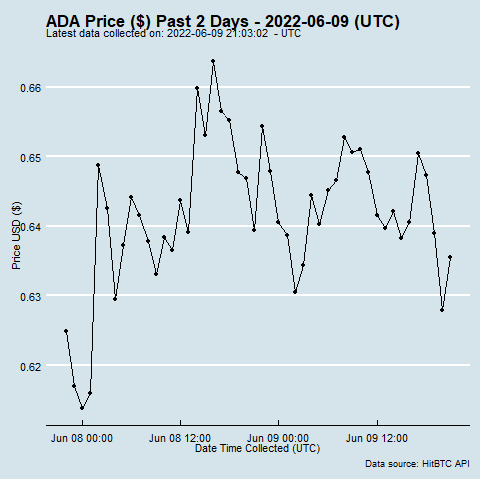 ADA Price ($) Past 2 Days - 2022-06-09 (UTC)
Latest data collected on: 2022-06-09 21:03:02 - UTC
0.66
0.65
0.64
0.63
0.62
Price USD ($)
Jun 08 00:00 Jun 08 12:00 Jun 09 00:00 Jun 09 12:00
Date Time Collected (UTC)
Data source: HitBTC API